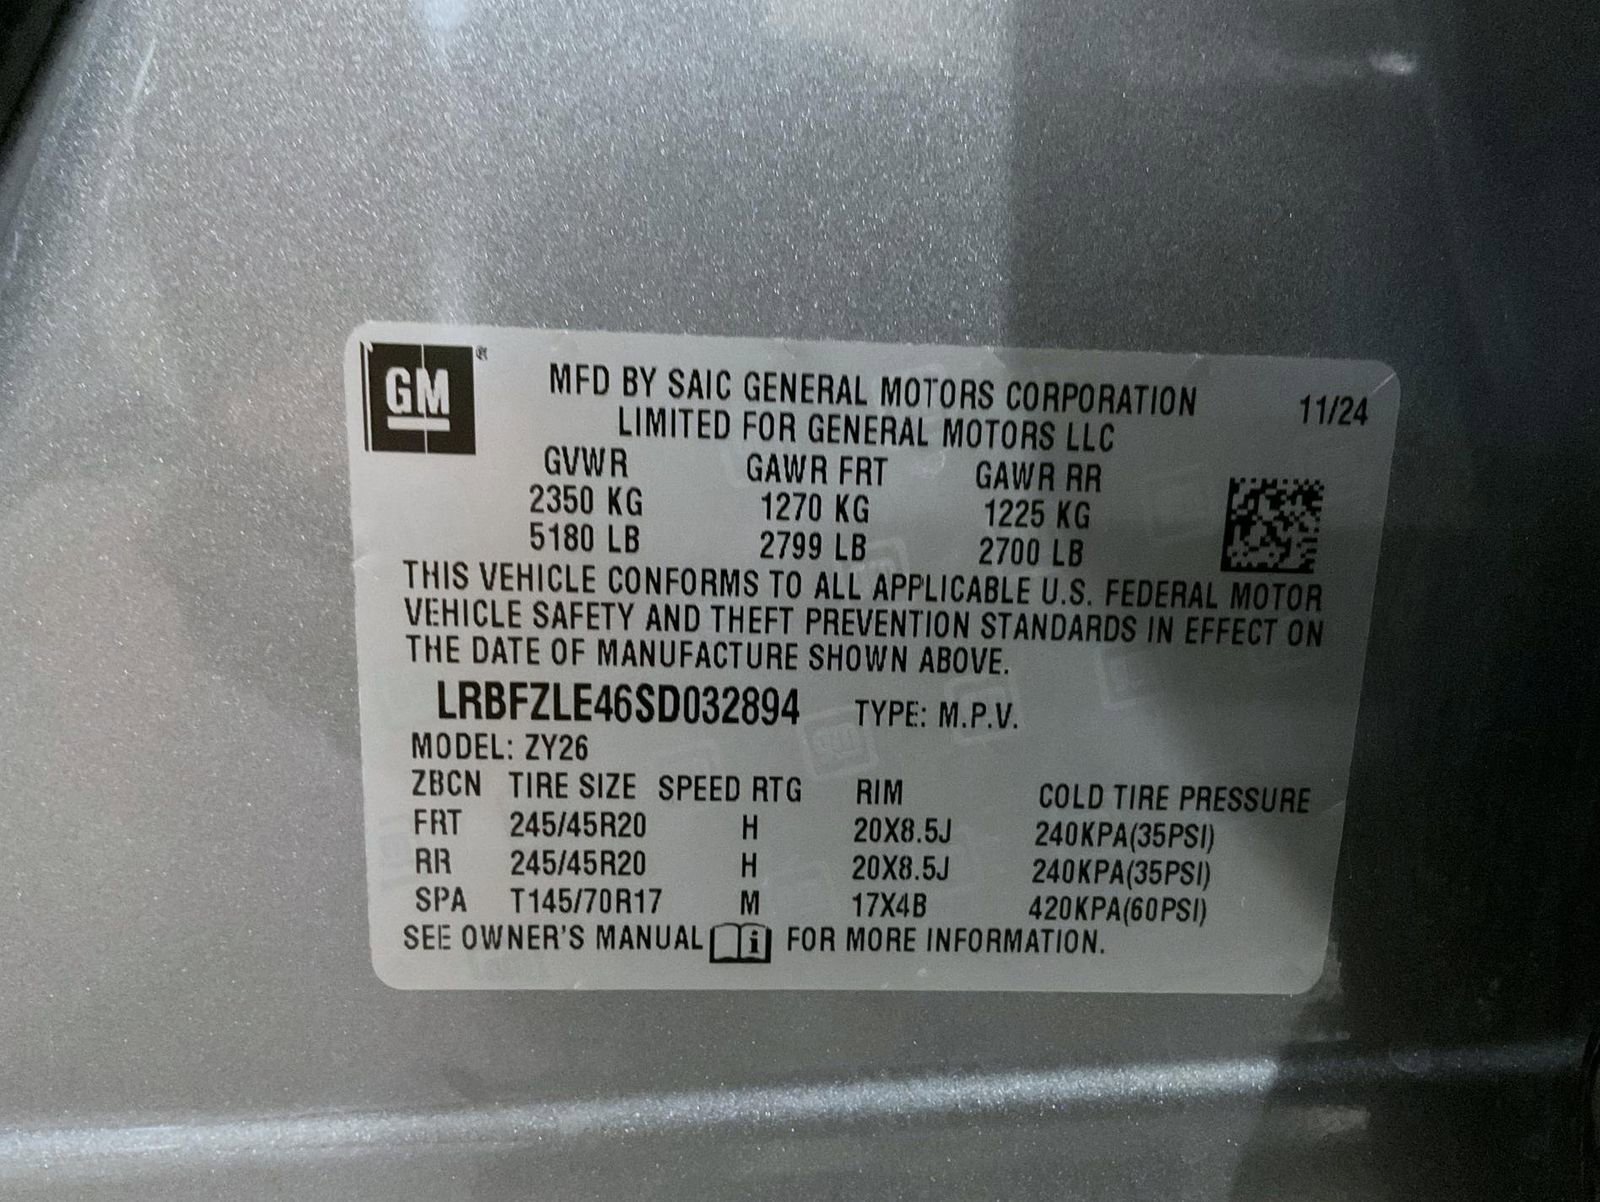 GM ®
MFD BY SAIC GENERAL MOTORS CORPORATION 11/24
LIMITED FOR GENERAL MOTORS LLC
GVWR GAWR FRT GAWR RR
2350 KG 1270 KG 1225 KG
5180 LB 2799 LB 2700 LB
THIS VEHICLE CONFORMS TO ALL APPLICABLE U.S. FEDERAL MOTOR
VEHICLE SAFETY AND THEFT PREVENTION STANDARDS IN EFFECT ON
THE DATE OF MANUFACTURE SHOWN ABOVE.
LRBFZLE46SD032894 TYPE: M.P.V.
MODEL: ZY26
ZBCN TIRE SIZE SPEED RTG RIM COLD TIRE PRESSURE
FRT 245/45R20 H 20X8.5J 240KPA(35PSI)
RR 245/45R20 H 20X8.5J 240KPA(35PSI)
SPA T145/70R17 M 17X4B 420KPA(60PSI)
SEE OWNER'S MANUAL i FOR MORE INFORMATION.